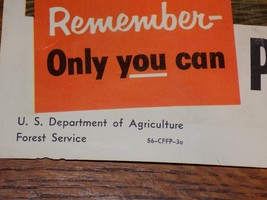 Remember-
Only you can
P
U. S. Department of Agriculture
Forest Service 56-CFFP-3a